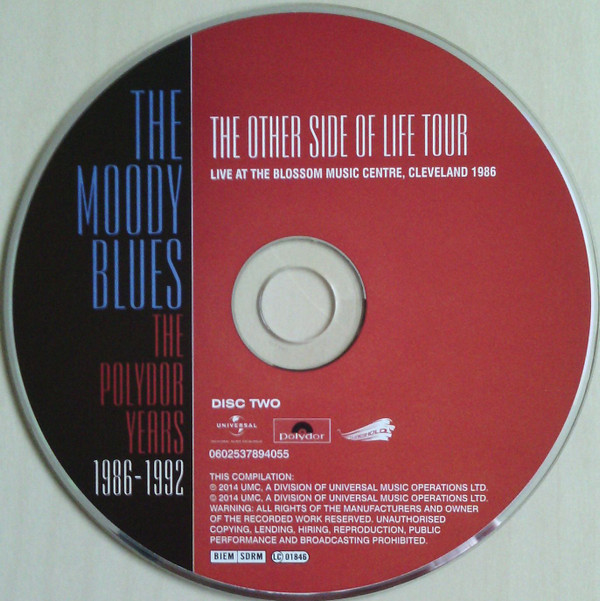 THE
MOODY
BLUES
THE
POLYDOR
YEARS
1986-1992
THE OTHER SIDE OF LIFE TOUR
LIVE AT THE BLOSSOM MUSIC CENTRE, CLEVELAND 1986
DISC TWO
UNIVERSAL
polydor
0602537894055
THIS COMPILATION:
℗ 2014 UMC, A DIVISION OF UNIVERSAL MUSIC OPERATIONS LTD.
© 2014 UMC, A DIVISION OF UNIVERSAL MUSIC OPERATIONS LTD.
WARNING: ALL RIGHTS OF THE MANUFACTURERS AND OWNER
OF THE RECORDED WORK RESERVED. UNAUTHORISED
COPYING, LENDING, HIRING, REPRODUCTION, PUBLIC
PERFORMANCE AND BROADCASTING PROHIBITED.
BIEM SDRM LC 01846